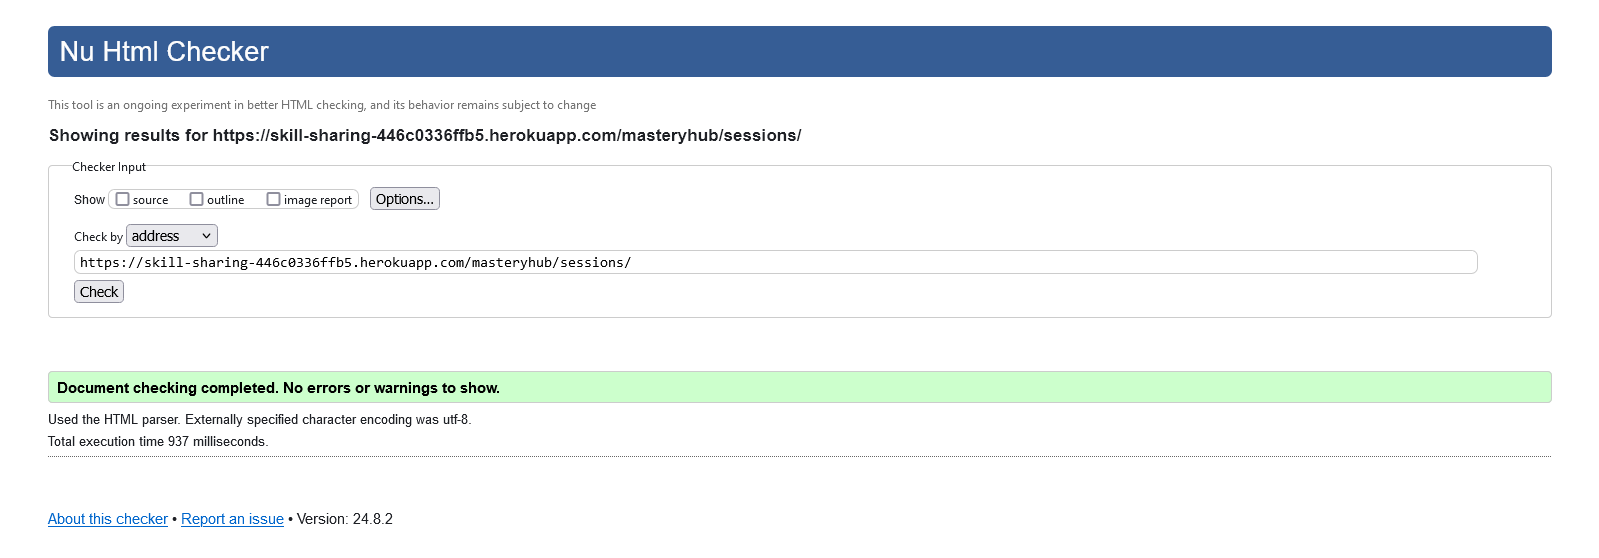 Nu Html Checker
This tool is an ongoing experiment in better HTML checking, and its behavior remains subject to change
Showing results for https://skill-sharing-446c0336ffb5.herokuapp.com/masteryhub/sessions/
Checker Input
Show source outline image report Options...
Check by address
https://skill-sharing-446c0336ffb5.herokuapp.com/masteryhub/sessions/
Check
Document checking completed. No errors or warnings to show.
Used the HTML parser. Externally specified character encoding was utf-8.
Total execution time 937 milliseconds.
About this checker • Report an issue • Version: 24.8.2